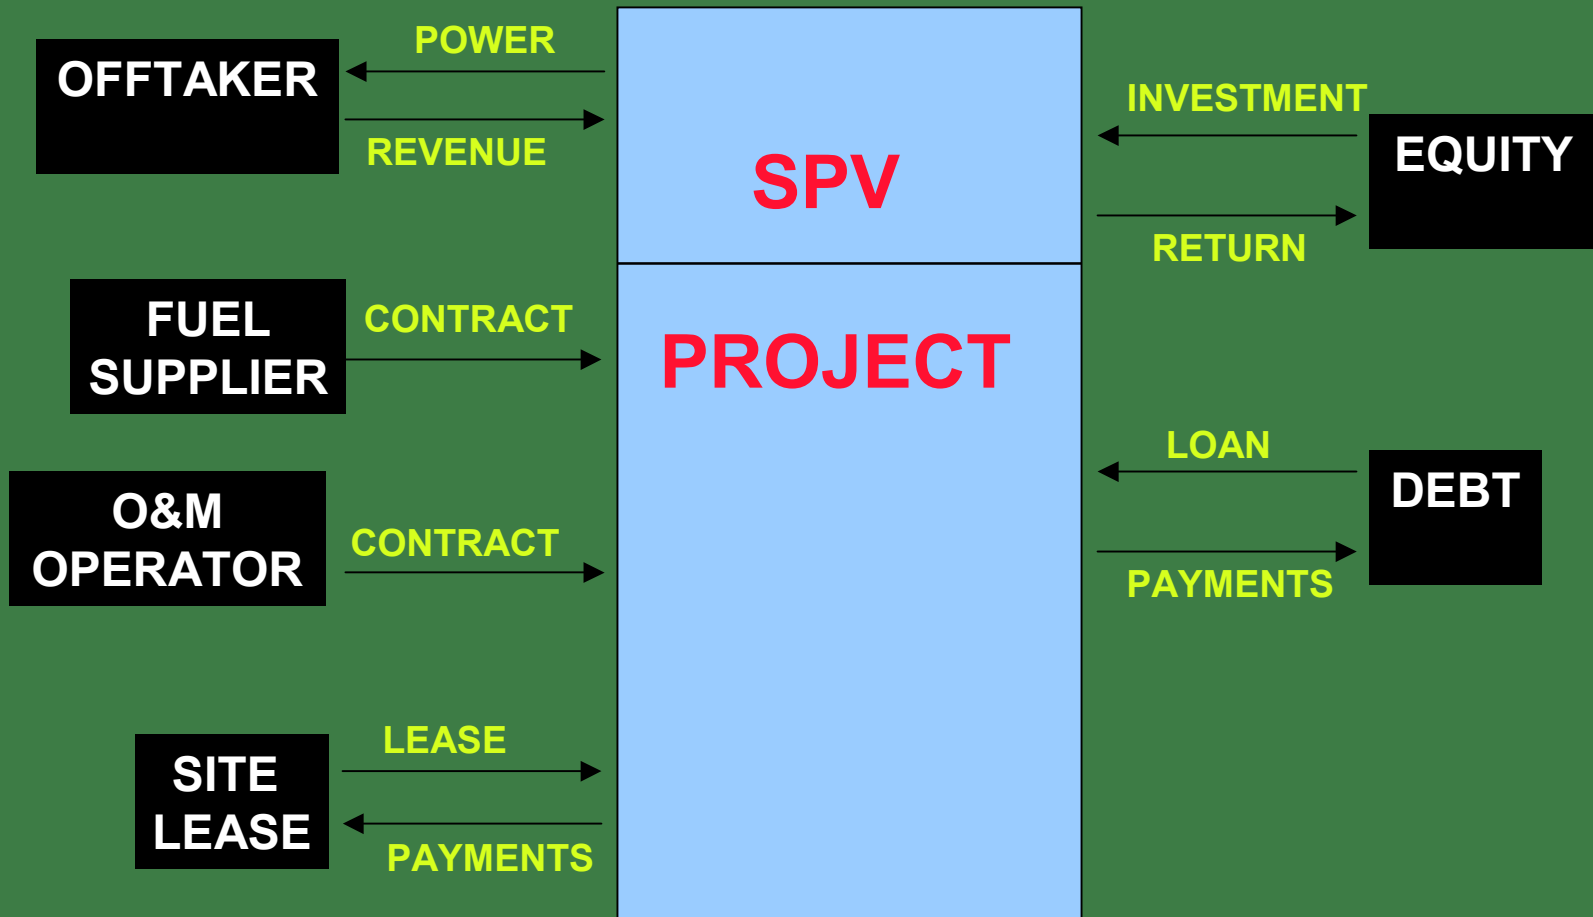 OFFTAKER
POWER
REVENUE
FUEL
SUPPLIER
CONTRACT
O&M
OPERATOR
CONTRACT
SITE
LEASE
LEASE
PAYMENTS
SPV
PROJECT
INVESTMENT
EQUITY
RETURN
LOAN
DEBT
PAYMENTS